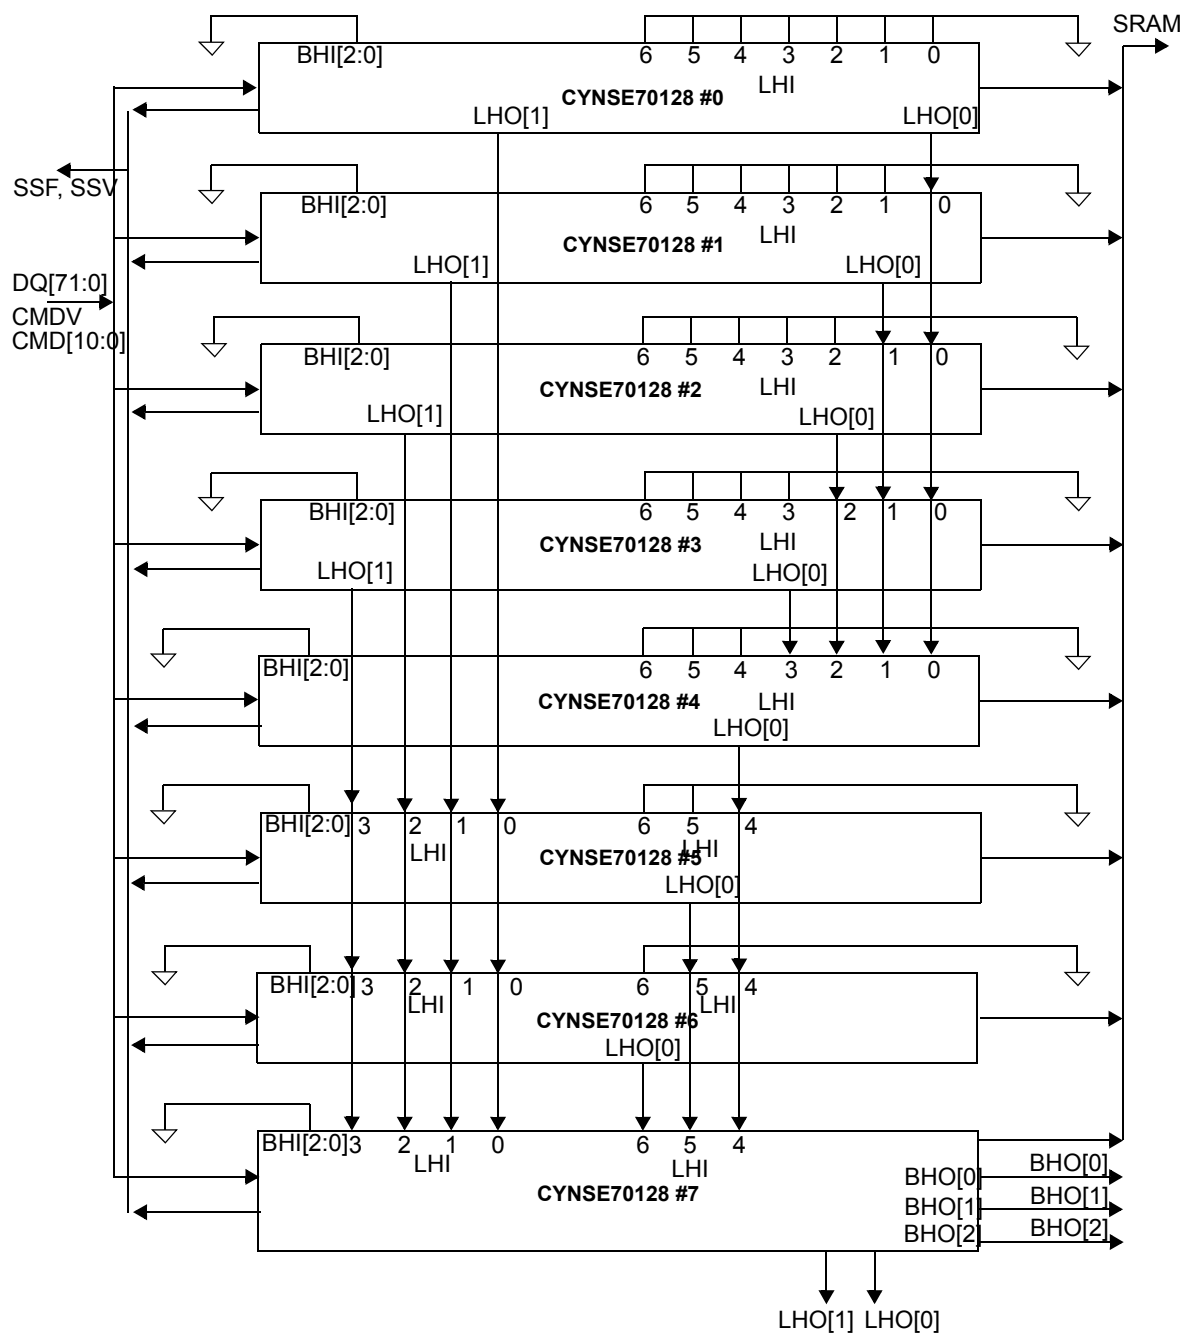 SRAM
BHI[2:0] 6 5 4 3 2 1 0
LHI
CYNSE70128 #0
LHO[1] LHO[0]
SSF, SSV
BHI[2:0] 6 5 4 3 2 1 0
LHI
CYNSE70128 #1
LHO[1] LHO[0]
DQ[71:0]
CMDV
CMD[10:0]
BHI[2:0] 6 5 4 3 2 1 0
LHI
CYNSE70128 #2
LHO[1] LHO[0]
BHI[2:0] 6 5 4 3 2 1 0
LHI
CYNSE70128 #3
LHO[1] LHO[0]
BHI[2:0] 6 5 4 3 2 1 0
LHI
CYNSE70128 #4
LHO[0]
BHI[2:0] 3 2 1 0 6 5 4
LHI LHI
CYNSE70128 #5
LHO[0]
BHI[2:0] 3 2 1 0 6 5 4
LHI LHI
CYNSE70128 #6
LHO[0]
BHI[2:0] 3 2 1 0 6 5 4
LHI LHI
CYNSE70128 #7
BHO[0] BHO[0]
BHO[1] BHO[1]
BHO[2] BHO[2]
LHO[1] LHO[0]